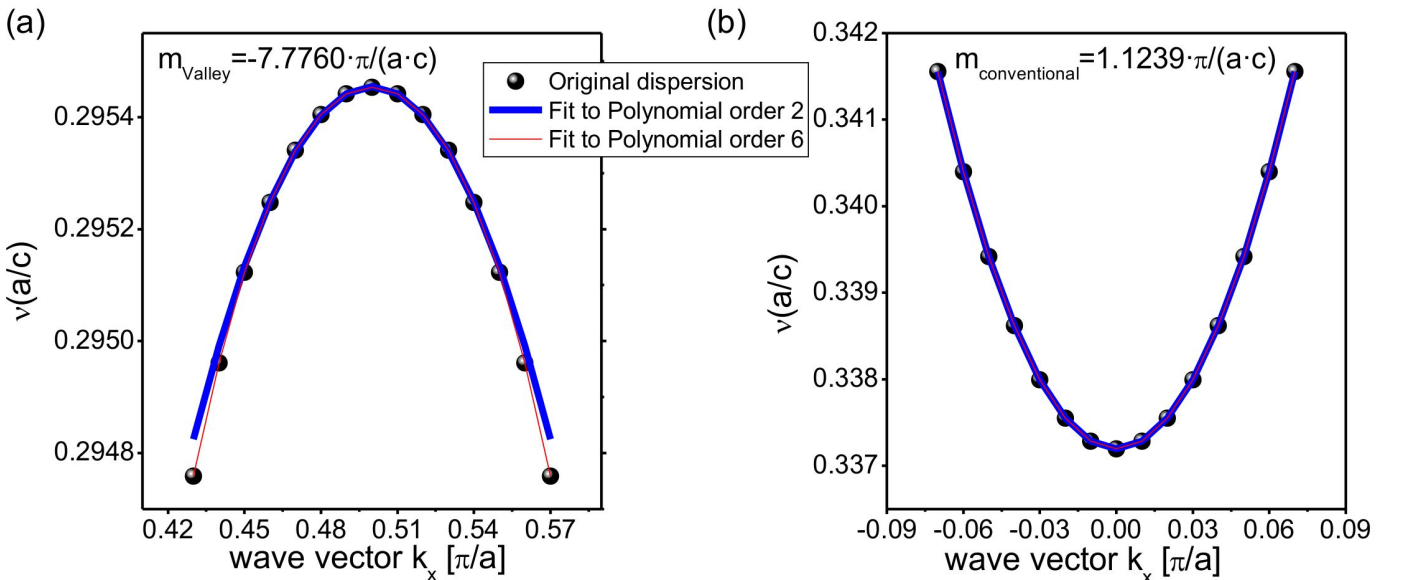 (a)
m_Valley=-7.7760·π/(a·c)
Original dispersion
Fit to Polynomial order 2
Fit to Polynomial order 6
0.2954
0.2952
0.2950
0.2948
ν(a/c)
0.42 0.45 0.48 0.51 0.54 0.57
wave vector k_x [π/a]
(b)
m_conventional=1.1239·π/(a·c)
0.342
0.341
0.340
0.339
0.338
0.337
ν(a/c)
-0.09 -0.06 -0.03 0.00 0.03 0.06 0.09
wave vector k_x [π/a]